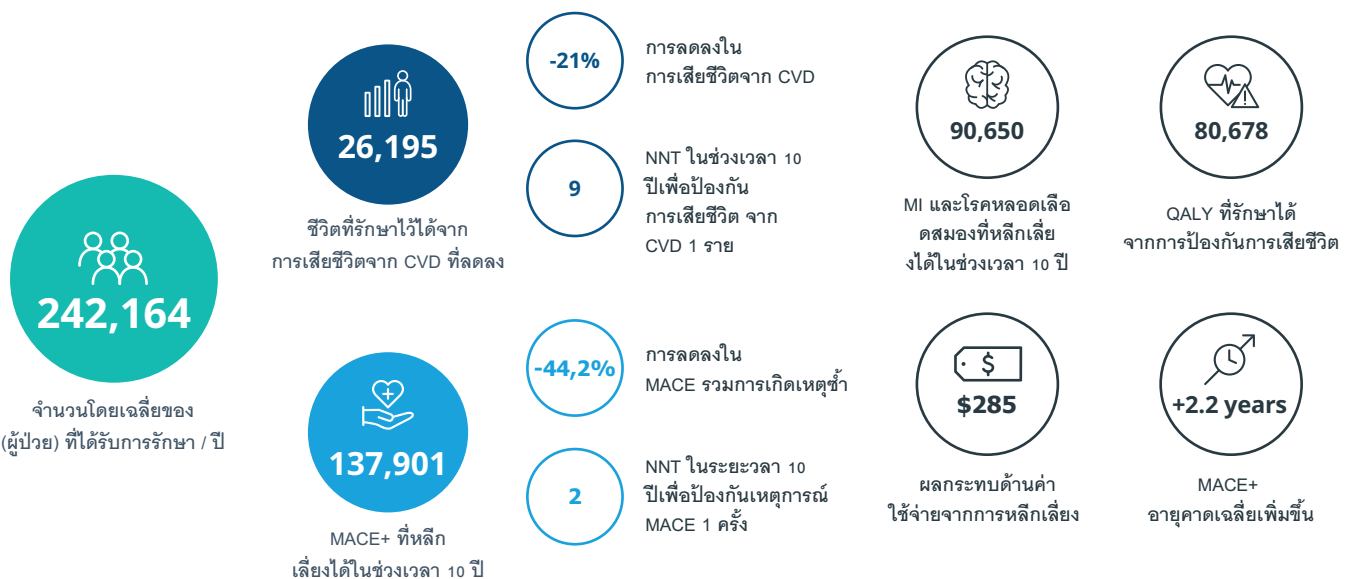 242,164
จำนวนโดยเฉลี่ยของ
(ผู้ป่วย) ที่ได้รับการรักษา / ปี
26,195
ชีวิตที่รักษาไว้ได้จาก
การเสียชีวิตจาก CVD ที่ลดลง
-21%
การลดลงใน
การเสียชีวิตจาก CVD
9
NNT ในช่วงเวลา 10
ปีเพื่อป้องกัน
การเสียชีวิต จาก
CVD 1 ราย
137,901
MACE+ ที่หลีก
เลี่ยงได้ในช่วงเวลา 10 ปี
-44,2%
การลดลงใน
MACE รวมการเกิดเหตุซ้ำ
2
NNT ในระยะวลา 10
ปีเพื่อป้องกันเหตุการณ์
MACE 1 ครั้ง
90,650
MI และโรคหลอดเลือ
ดสมองที่หลีกเลี่ย
งได้ในช่วงเวลา 10 ปี
80,678
QALY ที่รักษาได้
จากการป้องกันการเสียชีวิต
$
$285
ผลกระทบด้านค่า
ใช้จ่ายจากการหลีกเลี่ยง
+2.2 years
MACE+
อายุคาดเฉลี่ยเพิ่มขึ้น